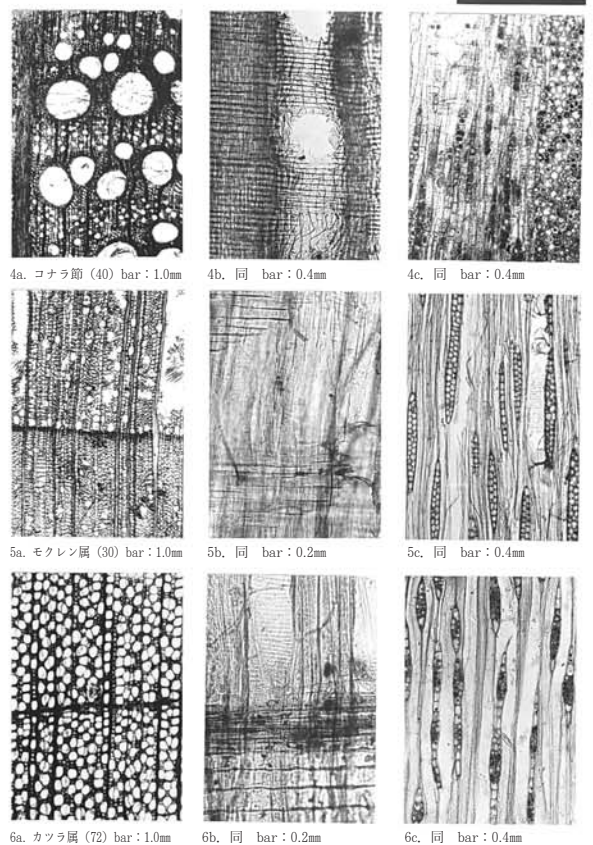 4a. コナラ節 (40) bar：1.0㎜
4b. 同 bar：0.4㎜
4c. 同 bar：0.4㎜
5a. モクレン属 (30) bar：1.0㎜
5b. 同 bar：0.2㎜
5c. 同 bar：0.4㎜
6a. カツラ属 (72) bar：1.0㎜
6b. 同 bar：0.2㎜
6c. 同 bar：0.4㎜